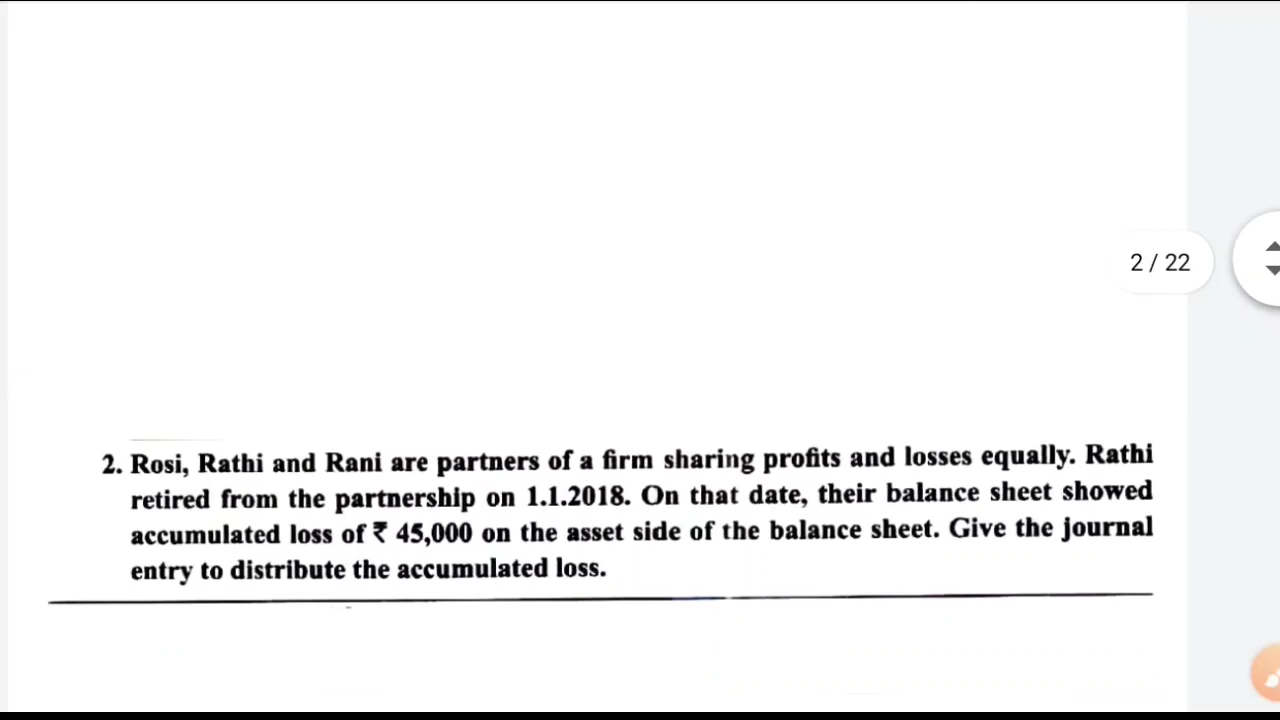 2 / 22
2. Rosi, Rathi and Rani are partners of a firm sharing profits and losses equally. Rathi
retired from the partnership on 1.1.2018. On that date, their balance sheet showed
accumulated loss of ₹ 45,000 on the asset side of the balance sheet. Give the journal
entry to distribute the accumulated loss.